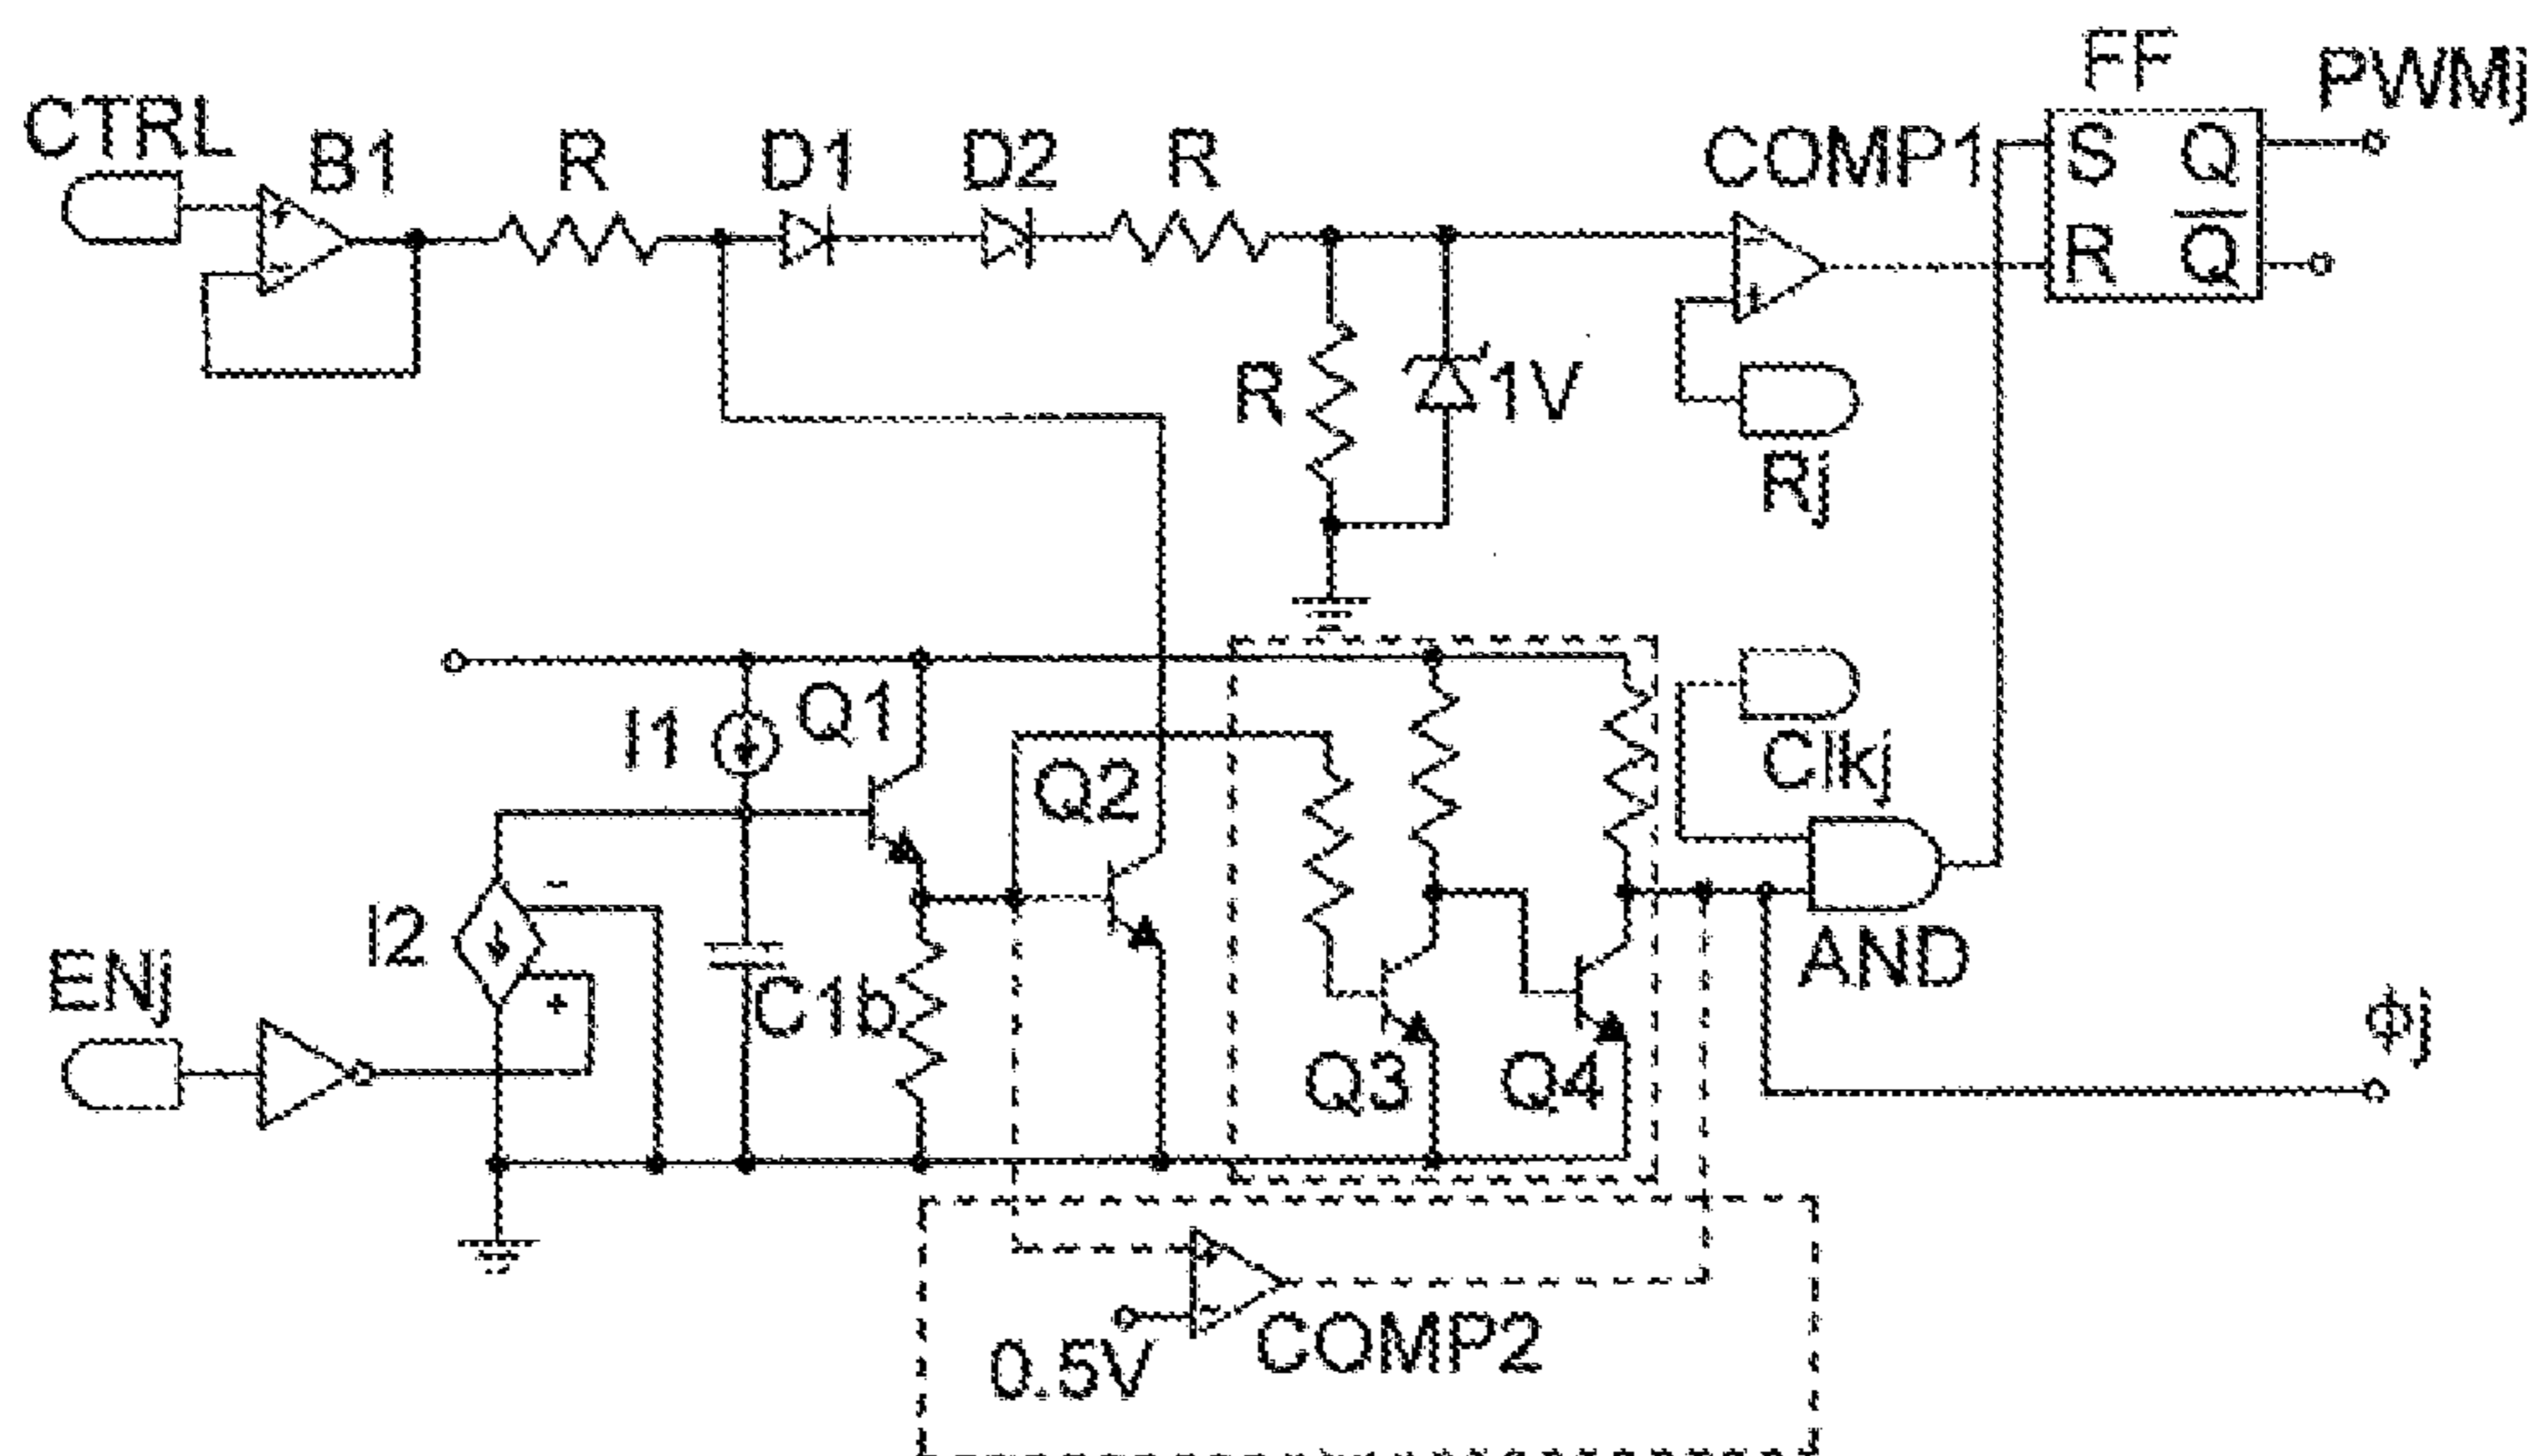 FF
PWMj
CTRL
B1
R
D1
D2
R
COMP1
S
Q
R
Q
+
-
-
+
R
1V
Rj
I1
Q1
Q2
Clkj
I2
-
+
ENj
C1b
Q3
Q4
AND
ϕj
+
-
0.5V
COMP2